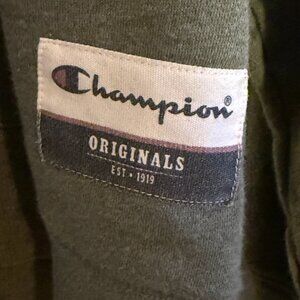 Champion®
ORIGINALS
EST • 1919